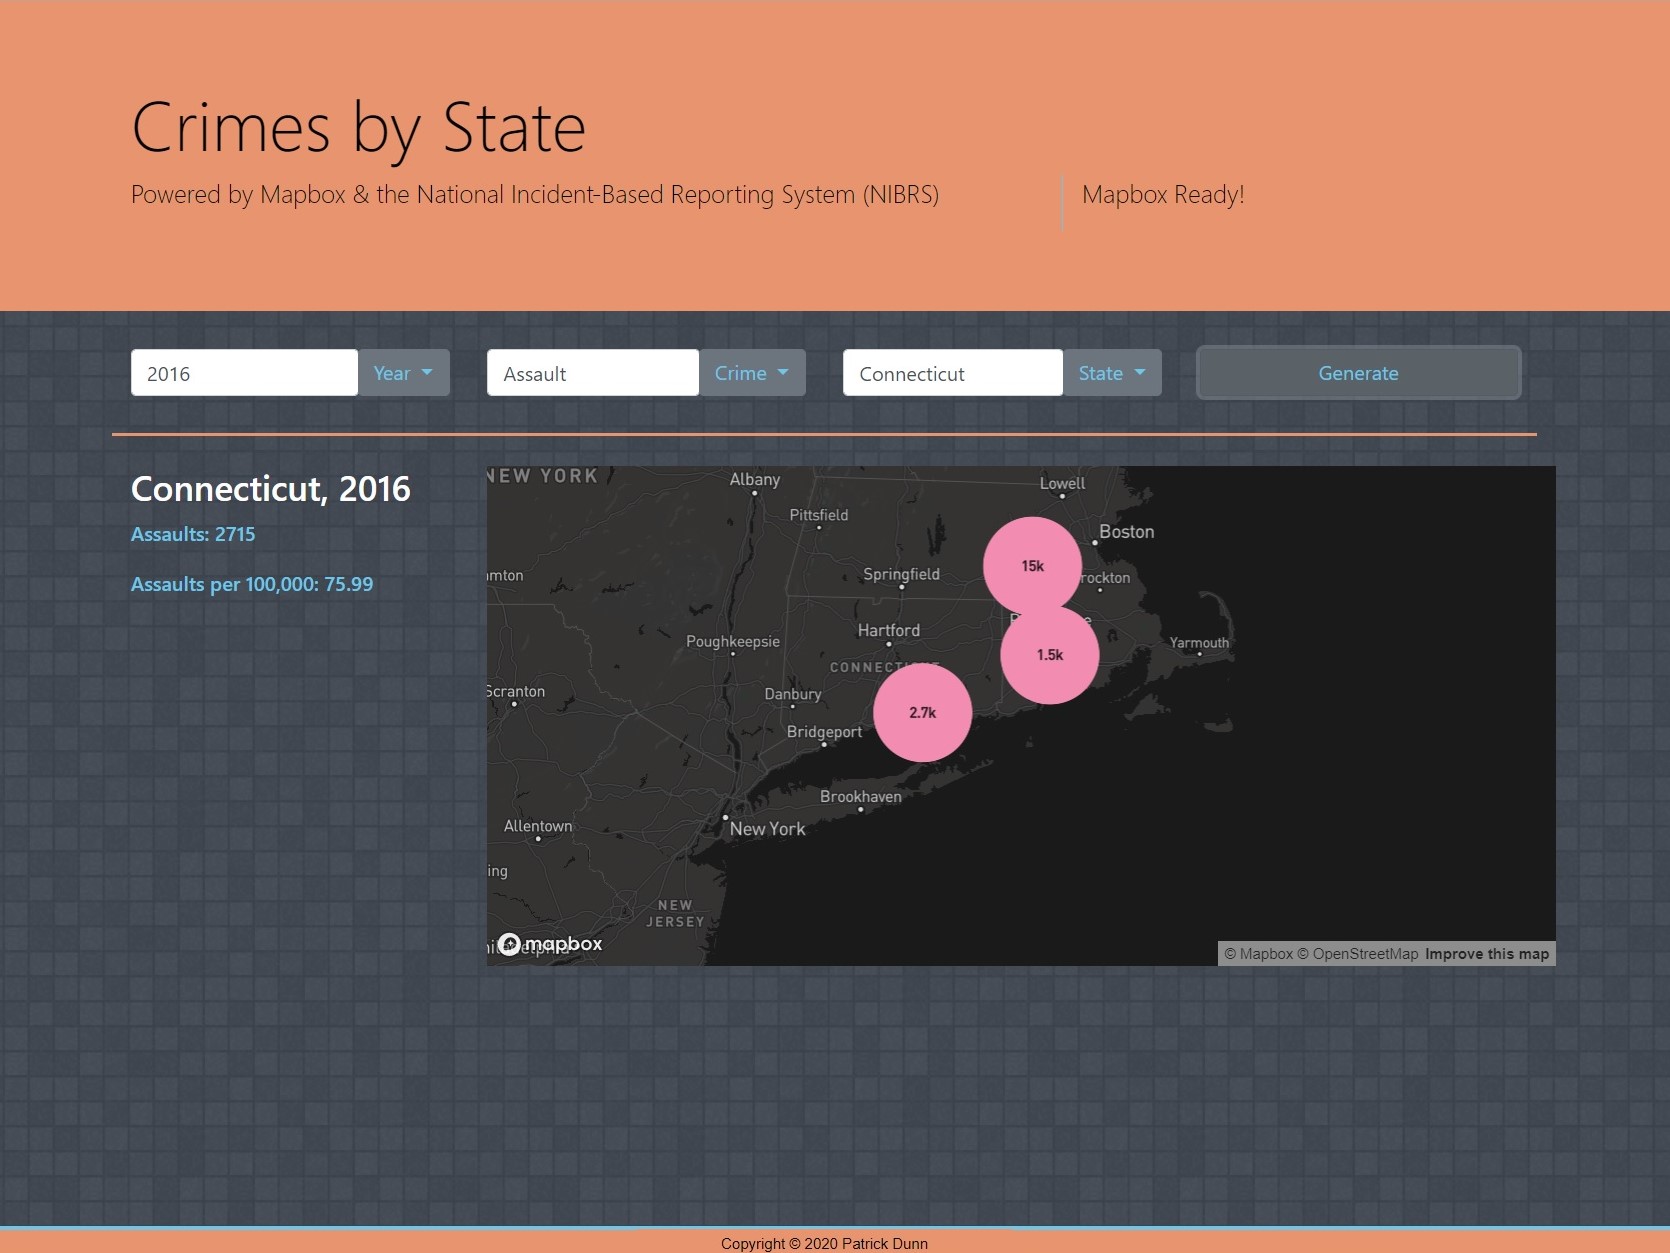 Crimes by State
Powered by Mapbox & the National Incident-Based Reporting System (NIBRS)
Mapbox Ready!
2016
Year
Assault
Crime
Connecticut
State
Generate
Connecticut, 2016
Assaults: 2715
Assaults per 100,000: 75.99
NEW YORK
Albany
Lowell
Pittsfield
Boston
15k
Springfield
rockton
amton
Hartford
Poughkeepsie
1.5k
Yarmouth
CONNECTI
Scranton
Danbury
2.7k
Bridgeport
Brookhaven
Allentown
New York
ing
NEW
JERSEY
mapbox
© Mapbox © OpenStreetMap Improve this map
Copyright © 2020 Patrick Dunn